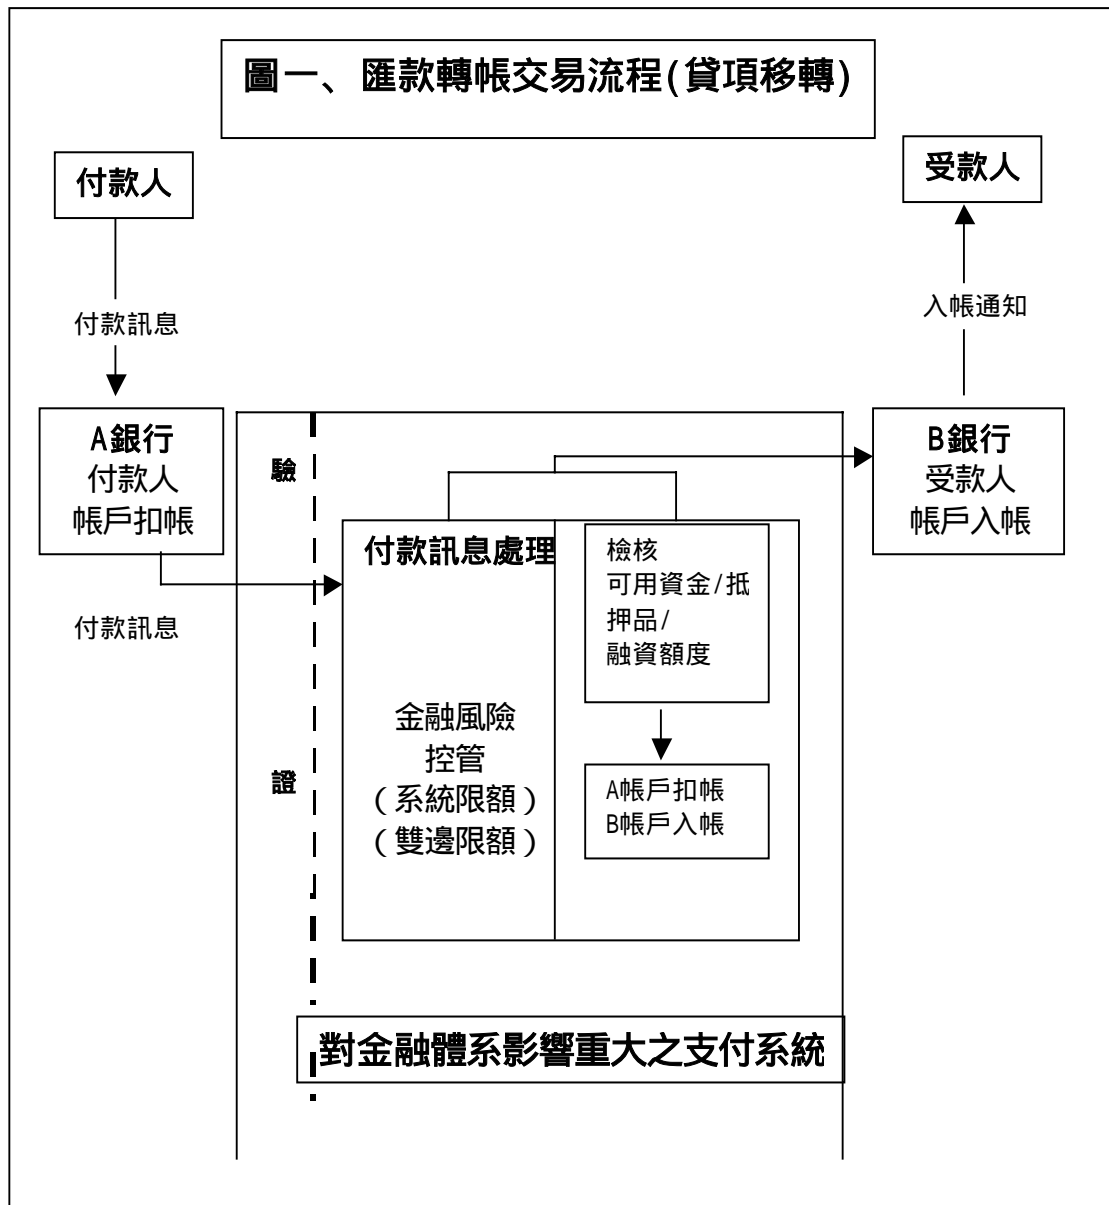 圖一、匯款轉帳交易流程(貸項移轉)
付款人
受款人
付款訊息
入帳通知
A銀行
付款人
帳戶扣帳
B銀行
受款人
帳戶入帳
驗
證
付款訊息
付款訊息處理
金融風險
控管
(系統限額)
(雙邊限額)
檢核
可用資金/抵
押品/
融資額度
A帳戶扣帳
B帳戶入帳
對金融體系影響重大之支付系統